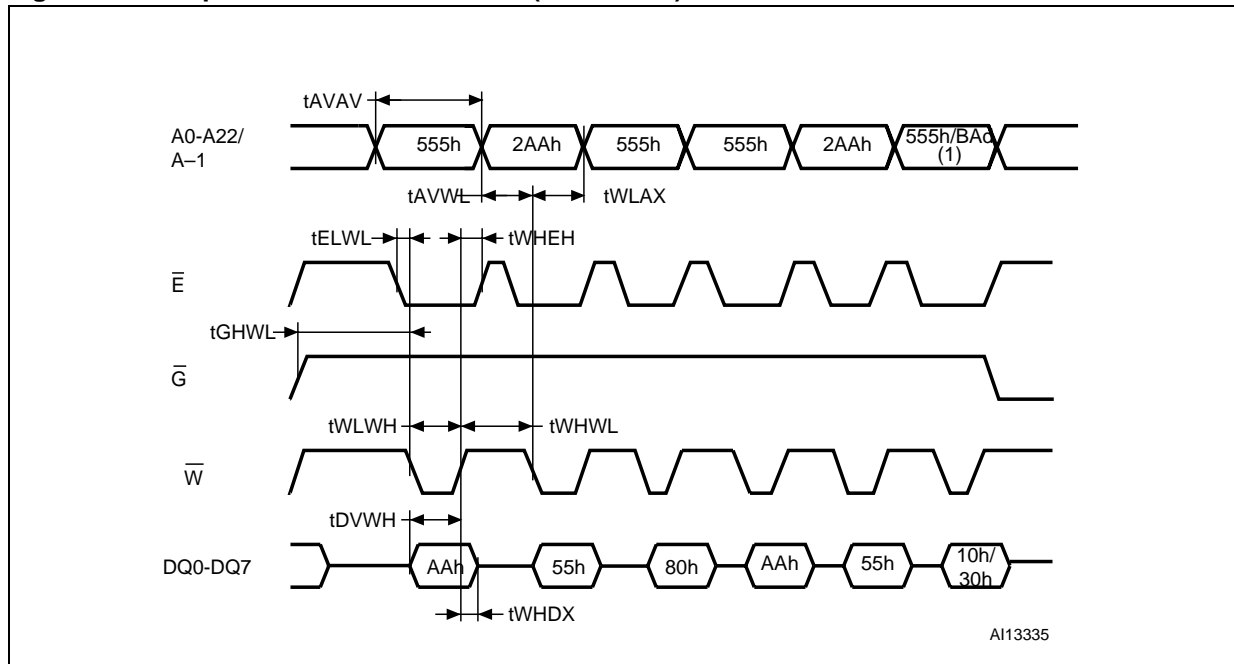 tAVAV
A0-A22/
A–1
555h
2AAh
555h
555h
2AAh
555h/BAd
(1)
tAVWL
tWLAX
tELWL
tWHEH
E
tGHWL
G
tWLWH
tWHWL
W
tDVWH
DQ0-DQ7
AAh
55h
80h
AAh
55h
10h/
30h
tWHDX
AI13335